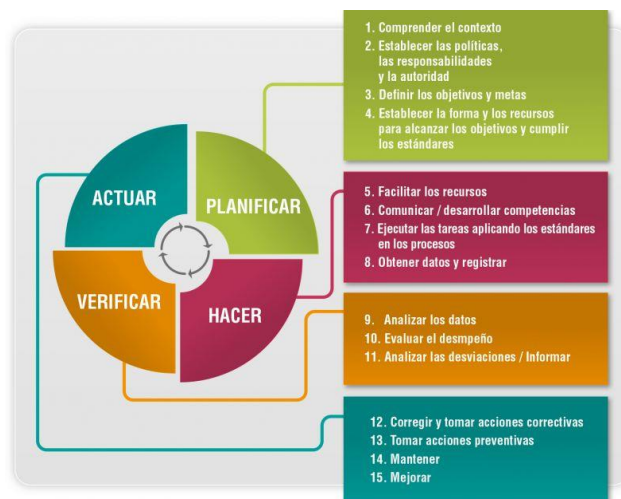 ACTUAR
PLANIFICAR
VERIFICAR
HACER
1. Comprender el contexto
2. Establecer las políticas,
las responsabilidades
y la autoridad
3. Definir los objetivos y metas
4. Establecer la forma y los recursos
para alcanzar los objetivos y cumplir
los estándares
5. Facilitar los recursos
6. Comunicar / desarrollar competencias
7. Ejecutar las tareas aplicando los estándares
en los procesos
8. Obtener datos y registrar
9. Analizar los datos
10. Evaluar el desmpeño
11. Analizar las desviaciones / Informar
12. Corregir y tomar acciones correctivas
13. Tomar acciones preventivas
14. Mantener
15. Mejorar